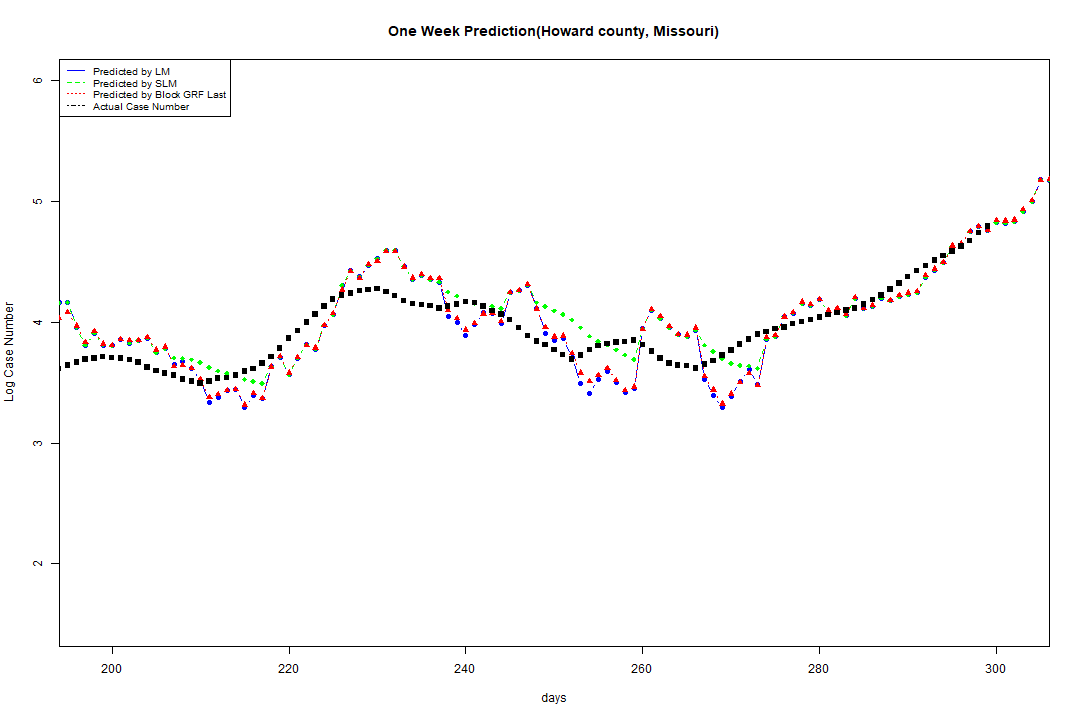 One Week Prediction(Howard county, Missouri)
Predicted by LM
Predicted by SLM
Predicted by Block GRF Last
Actual Case Number
6
5
4
3
2
Log Case Number
200 220 240 260 280 300
days